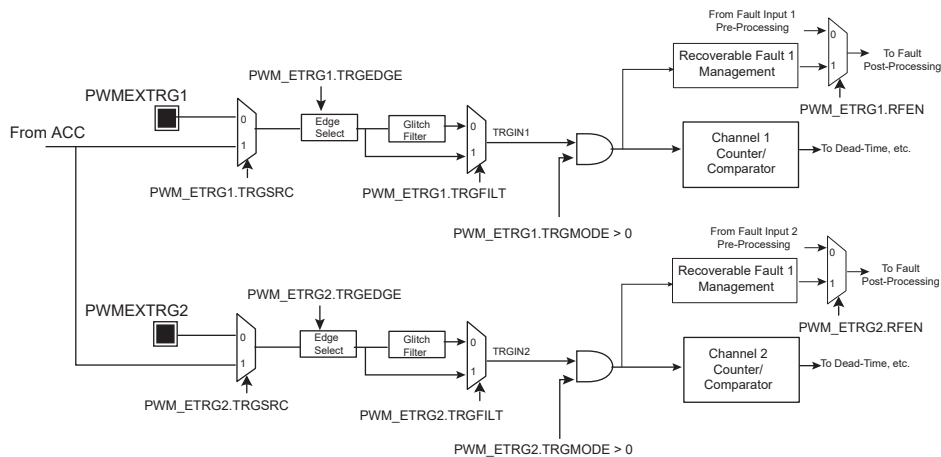 From Fault Input 1
Pre-Processing
0
1
To Fault
Post-Processing
Recoverable Fault 1
Management
PWM_ETRG1.RFEN
PWM_ETRG1.TRGEDGE
PWMEXTRG1
From ACC
0
1
Edge
Select
Glitch
Filter
0
1
TRGIN1
Channel 1
Counter/
Comparator
To Dead-Time, etc.
PWM_ETRG1.TRGSRC
PWM_ETRG1.TRGFILT
PWM_ETRG1.TRGMODE > 0
From Fault Input 2
Pre-Processing
0
1
To Fault
Post-Processing
Recoverable Fault 1
Management
PWM_ETRG2.RFEN
PWM_ETRG2.TRGEDGE
PWMEXTRG2
0
1
Edge
Select
Glitch
Filter
0
1
TRGIN2
Channel 2
Counter/
Comparator
To Dead-Time, etc.
PWM_ETRG2.TRGSRC
PWM_ETRG2.TRGFILT
PWM_ETRG2.TRGMODE > 0